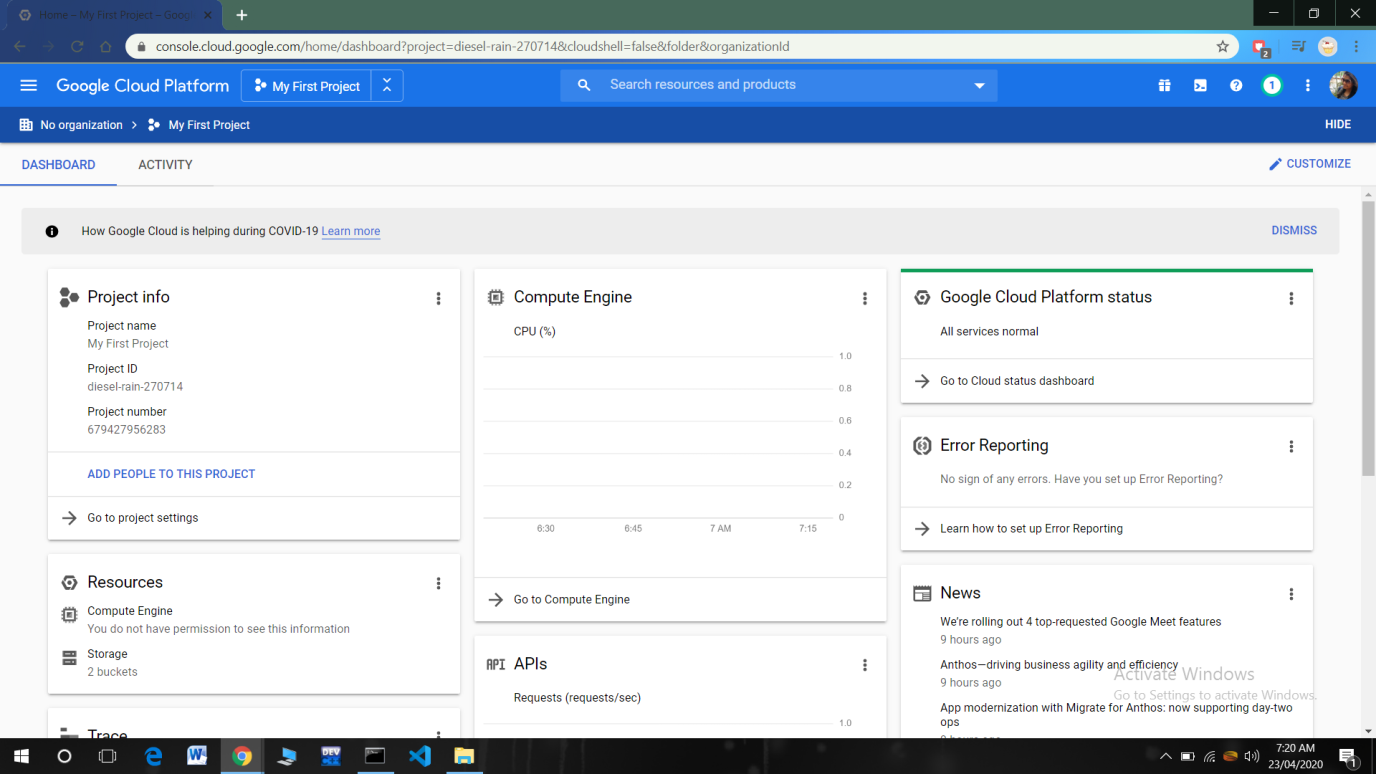 Home – My First Project – Goog
console.cloud.google.com/home/dashboard?project=diesel-rain-270714&cloudshell=false&folder&organizationId
2
Google Cloud Platform
My First Project
Search resources and products
1
No organization
My First Project
HIDE
DASHBOARD
ACTIVITY
CUSTOMIZE
How Google Cloud is helping during COVID-19 Learn more
DISMISS
Project info
Project name
My First Project
Project ID
diesel-rain-270714
Project number
679427956283
ADD PEOPLE TO THIS PROJECT
Go to project settings
Resources
Compute Engine
You do not have permission to see this information
Storage
2 buckets
Trace
Compute Engine
CPU (%)
1.0
0.8
0.6
0.4
0.2
0
6:30 6:45 7 AM 7:15
Go to Compute Engine
API APIs
Requests (requests/sec)
1.0
Google Cloud Platform status
All services normal
Go to Cloud status dashboard
Error Reporting
No sign of any errors. Have you set up Error Reporting?
Learn how to set up Error Reporting
News
We're rolling out 4 top-requested Google Meet features
9 hours ago
Anthos—driving business agility and efficiency
9 hours ago
App modernization with Migrate for Anthos: now supporting day-two
ops
9 hours ago
Activate Windows
Go to Settings to activate Windows.
W
DEV
C++
7:20 AM
23/04/2020
1